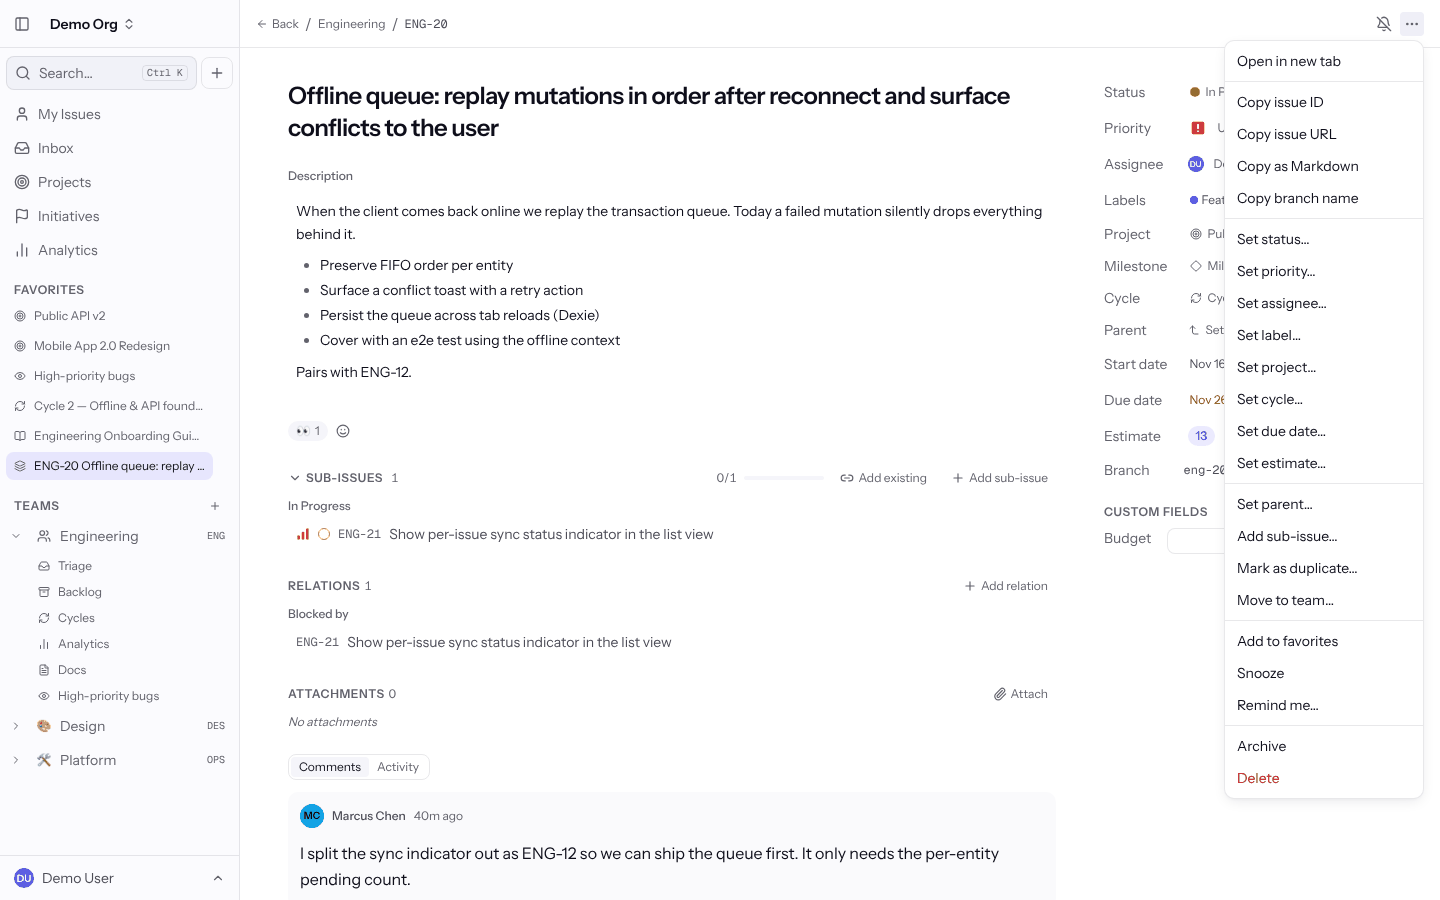 Demo Org
Search...
Ctrl K
My Issues
Inbox
Projects
Initiatives
Analytics
FAVORITES
Public API v2
Mobile App 2.0 Redesign
High-priority bugs
Cycle 2 — Offline & API found...
Engineering Onboarding Gui...
ENG-20 Offline queue: replay ...
TEAMS
Engineering ENG
Triage
Backlog
Cycles
Analytics
Docs
High-priority bugs
Design DES
Platform OPS
DU Demo User
Back / Engineering / ENG-20
Offline queue: replay mutations in order after reconnect and surface
conflicts to the user
Description
When the client comes back online we replay the transaction queue. Today a failed mutation silently drops everything
behind it.
Preserve FIFO order per entity
Surface a conflict toast with a retry action
Persist the queue across tab reloads (Dexie)
Cover with an e2e test using the offline context
Pairs with ENG-12.
1
SUB-ISSUES 1
0/1
Add existing
Add sub-issue
In Progress
ENG-21 Show per-issue sync status indicator in the list view
RELATIONS 1
Add relation
Blocked by
ENG-21 Show per-issue sync status indicator in the list view
ATTACHMENTS 0
Attach
No attachments
Comments Activity
MC Marcus Chen 40m ago
I split the sync indicator out as ENG-12 so we can ship the queue first. It only needs the per-entity
pending count.
Status
Priority
Assignee DU
Labels
Project
Milestone
Cycle
Parent Set
Start date Nov 16
Due date Nov 26
Estimate 13
Branch eng-20
CUSTOM FIELDS
Budget
Open in new tab
Copy issue ID
Copy issue URL
Copy as Markdown
Copy branch name
Set status...
Set priority...
Set assignee...
Set label...
Set project...
Set cycle...
Set due date...
Set estimate...
Set parent...
Add sub-issue...
Mark as duplicate...
Move to team...
Add to favorites
Snooze
Remind me...
Archive
Delete